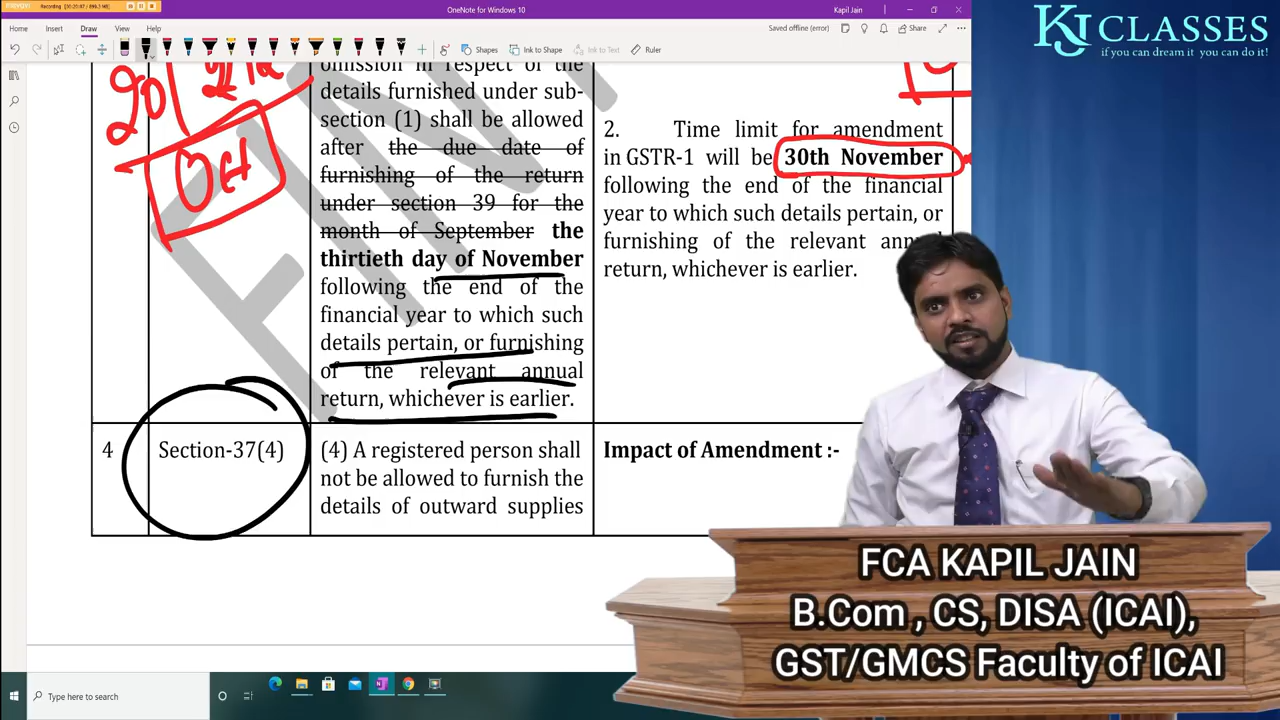 Recording
OneNote for Windows 10
Kapil Jain
Home Insert Draw View Help
Saved offline (error)
Share
Shapes Ink to Shape Ink to Text Ruler
KJ CLASSES
if you can dream it you can do it!
omission in respect of the
details furnished under sub-
section (1) shall be allowed
after the due date of
furnishing of the return
under section 39 for the
month of September the
thirtieth day of November
following the end of the
financial year to which such
details pertain, or furnishing
of the relevant annual
return, whichever is earlier.
2. Time limit for amendment
in GSTR-1 will be 30th November
following the end of the financial
year to which such details pertain, or
furnishing of the relevant annual
return, whichever is earlier.
4 Section-37(4)
(4) A registered person shall
not be allowed to furnish the
details of outward supplies
Impact of Amendment :-
FCA KAPIL JAIN
B.Com , CS, DISA (ICAI),
GST/GMCS Faculty of ICAI
Type here to search